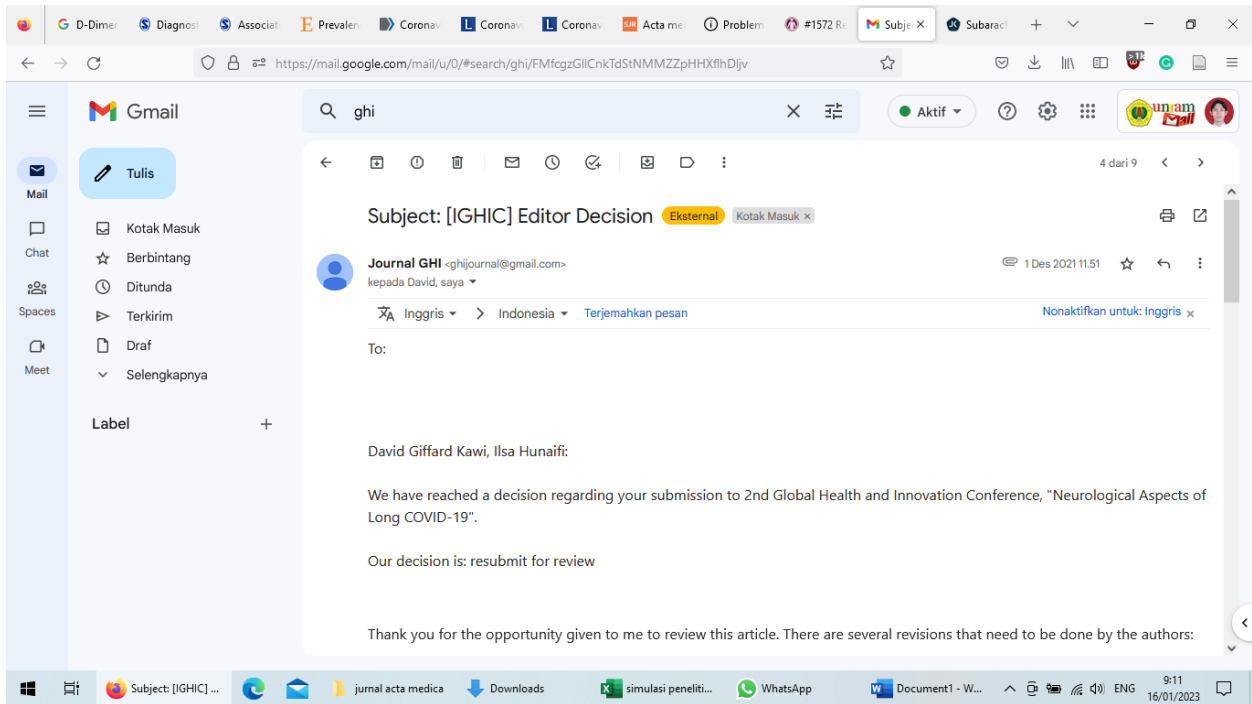 D-Dimer
Diagnost
Associati
Prevalen
Coronav
Coronav
Coronav
SJR Acta me
Problem
#1572 Re
Subje
Subarach
https://mail.google.com/mail/u/0/#search/ghi/
Gmail
ghi
Aktif
unram
Mail
Mail
Chat
Spaces
Meet
Tulis
Kotak Masuk
Berbintang
Ditunda
Terkirim
Draf
Selengkapnya
Label
4 dari 9
Subject: [IGHIC] Editor Decision Eksternal Kotak Masuk ×
Journal GHI <ghijournal@gmail.com>
1 Des 2021 11.51
kepada David, saya
Inggris > Indonesia Terjemahkan pesan
Nonaktifkan untuk: Inggris ×
To:
David Giffard Kawi, Ilsa Hunaifi:
We have reached a decision regarding your submission to 2nd Global Health and Innovation Conference, "Neurological Aspects of
Long COVID-19".
Our decision is: resubmit for review
Thank you for the opportunity given to me to review this article. There are several revisions that need to be done by the authors:
Subject: [IGHIC] ...
jurnal acta medica
Downloads
simulasi peneliti...
WhatsApp
Document1 - W...
ENG
9:11
16/01/2023